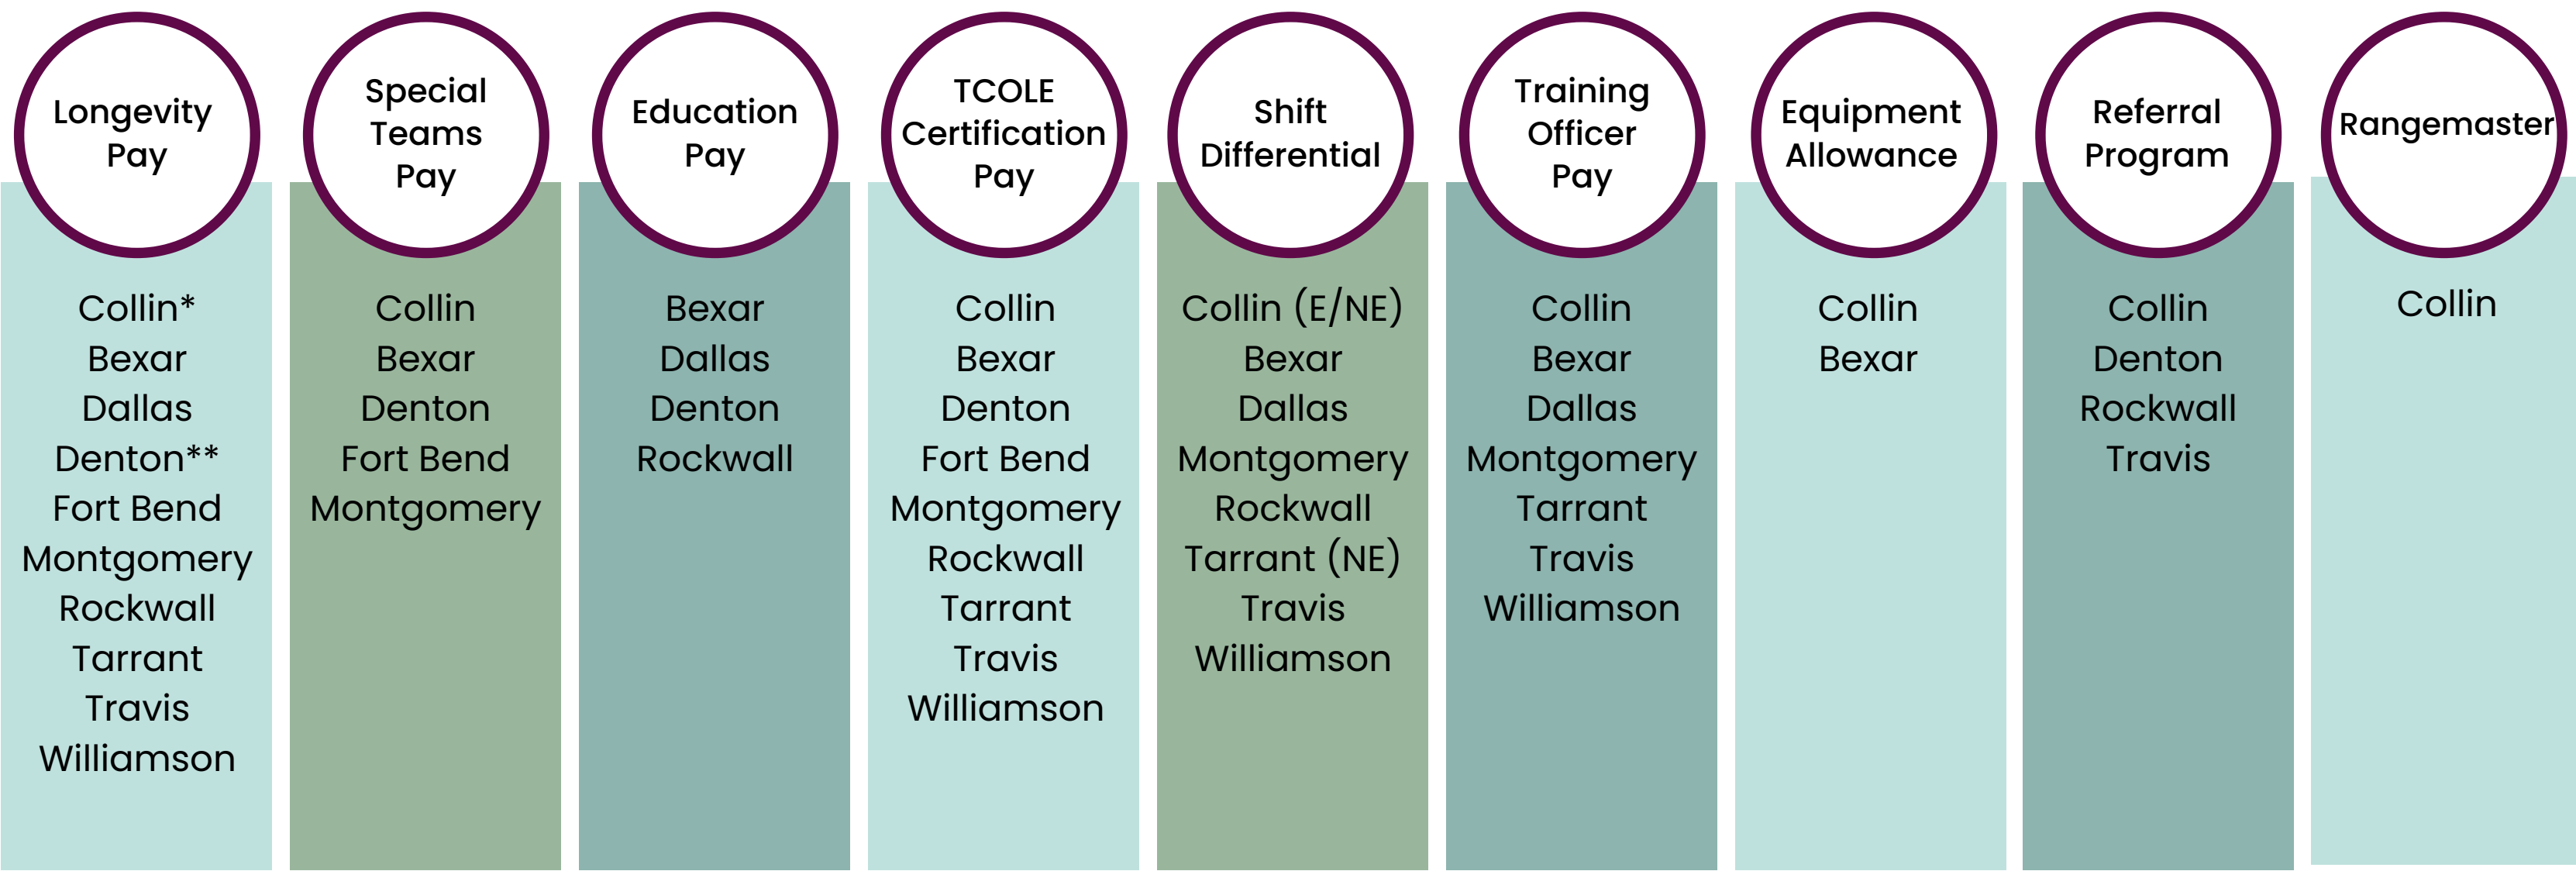 Longevity
Pay
Collin*
Bexar
Dallas
Denton**
Fort Bend
Montgomery
Rockwall
Tarrant
Travis
Williamson
Special
Teams
Pay
Collin
Bexar
Denton
Fort Bend
Montgomery
Education
Pay
Bexar
Dallas
Denton
Rockwall
TCOLE
Certification
Pay
Collin
Bexar
Denton
Fort Bend
Montgomery
Rockwall
Tarrant
Travis
Williamson
Shift
Differential
Collin (E/NE)
Bexar
Dallas
Montgomery
Rockwall
Tarrant (NE)
Travis
Williamson
Training
Officer
Pay
Collin
Bexar
Dallas
Montgomery
Tarrant
Travis
Williamson
Equipment
Allowance
Collin
Bexar
Referral
Program
Collin
Denton
Rockwall
Travis
Rangemaster
Collin